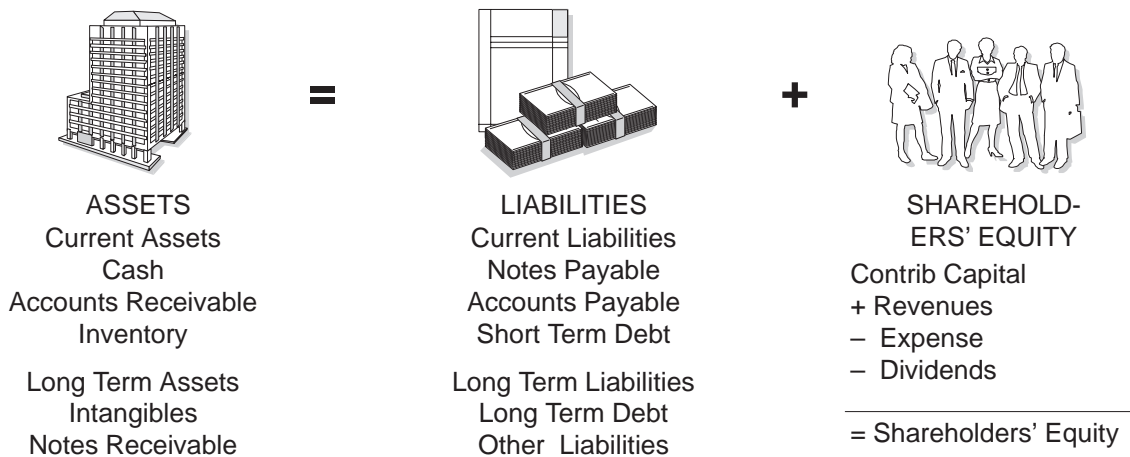 =
+
ASSETS
Current Assets
Cash
Accounts Receivable
Inventory
Long Term Assets
Intangibles
Notes Receivable
LIABILITIES
Current Liabilities
Notes Payable
Accounts Payable
Short Term Debt
Long Term Liabilities
Long Term Debt
Other Liabilities
SHAREHOLD-
ERS’ EQUITY
Contrib Capital
+ Revenues
– Expense
– Dividends
= Shareholders’ Equity